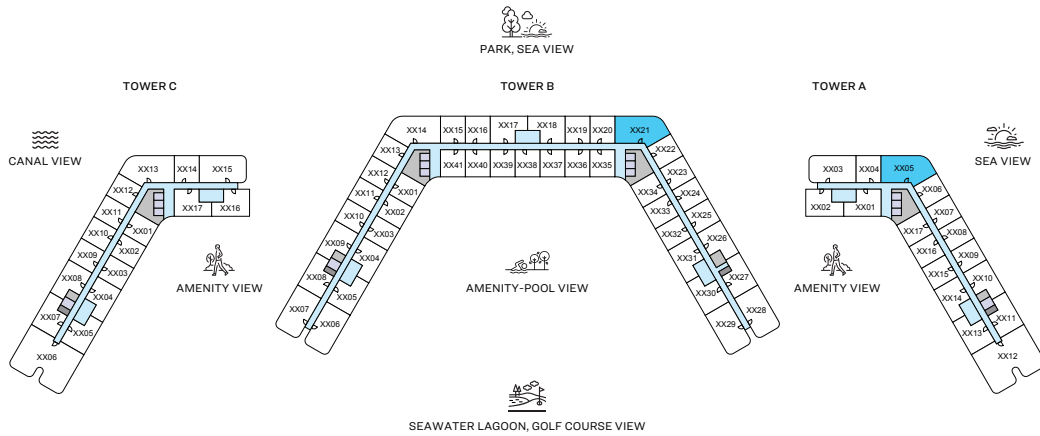 PARK, SEA VIEW
TOWER C
TOWER B
TOWER A
CANAL VIEW
SEA VIEW
XX13
XX14
XX15
XX12
XX11
XX10
XX09
XX08
XX07
XX06
XX01
XX02
XX03
XX04
XX05
XX17
XX16
AMENITY VIEW
XX14
XX15
XX16
XX17
XX18
XX19
XX20
XX21
XX13
XX12
XX11
XX10
XX09
XX08
XX07
XX06
XX05
XX04
XX03
XX02
XX01
XX41
XX40
XX39
XX38
XX37
XX36
XX35
XX22
XX23
XX24
XX25
XX26
XX27
XX28
XX29
XX30
XX31
XX32
XX33
XX34
AMENITY-POOL VIEW
XX03
XX04
XX05
XX02
XX01
XX06
XX07
XX08
XX09
XX10
XX11
XX12
XX13
XX14
XX15
XX16
XX17
AMENITY VIEW
SEAWATER LAGOON, GOLF COURSE VIEW